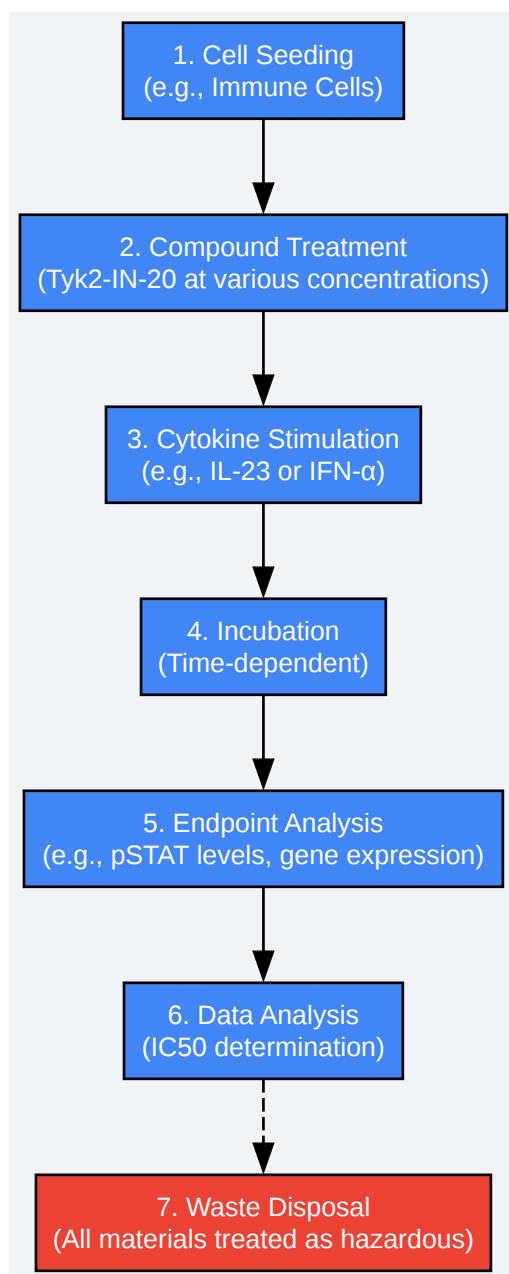 1. Cell Seeding
(e.g., Immune Cells)
2. Compound Treatment
(Tyk2-IN-20 at various concentrations)
3. Cytokine Stimulation
(e.g., IL-23 or IFN-α)
4. Incubation
(Time-dependent)
5. Endpoint Analysis
(e.g., pSTAT levels, gene expression)
6. Data Analysis
(IC50 determination)
7. Waste Disposal
(All materials treated as hazardous)